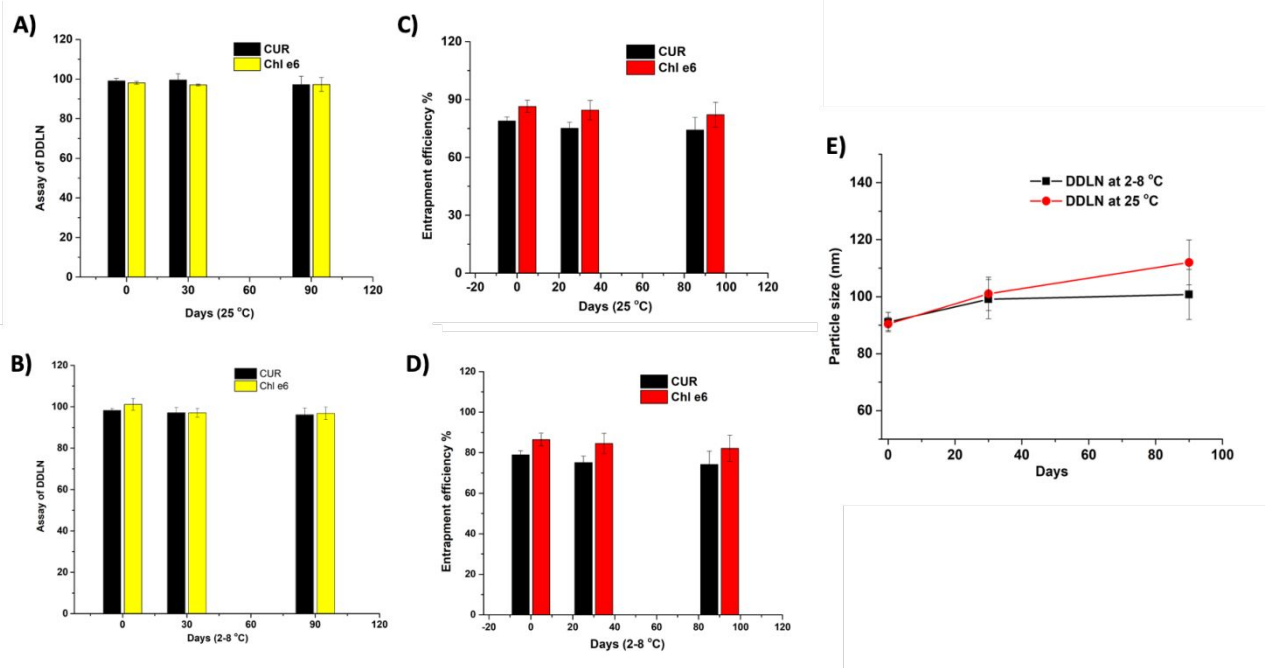 A)
CUR
Chl e6
120
100
80
60
40
20
0
Assay of DDLN
0
30
60
90
120
Days (25 °C)
B)
CUR
Chl e6
120
100
80
60
40
20
0
Assay of DDLN
0
30
60
90
120
Days (2-8 °C)
C)
CUR
Chl e6
120
90
60
30
0
Entrapment efficiency %
-20
0
20
40
60
80
100
120
Days (25 °C)
D)
CUR
Chl e6
120
100
80
60
40
20
0
Entrapment efficiency %
-20
0
20
40
60
80
100
120
Days (2-8 °C)
E)
DDLN at 2-8 °C
DDLN at 25 °C
140
120
100
80
60
Particle size (nm)
0
20
40
60
80
100
Days